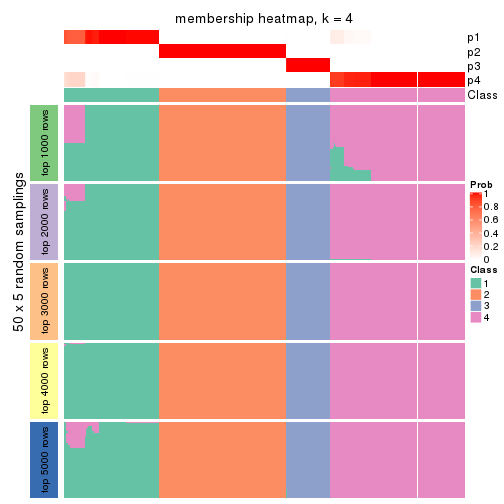 membership heatmap, k = 4
p1
p2
p3
p4
Class
50 x 5 random samplings
top 1000 rows
top 2000 rows
top 3000 rows
top 4000 rows
top 5000 rows
Prob
1
0.8
0.6
0.4
0.2
0
Class
1
2
3
4